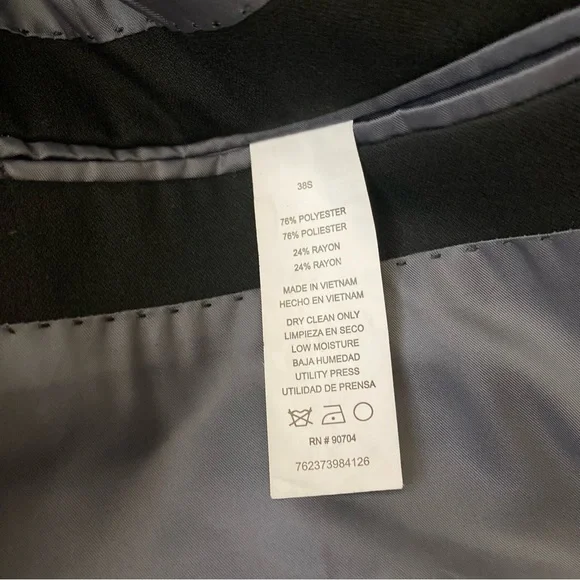 38S
76% POLYESTER
76% POLIESTER
24% RAYON
24% RAYON
MADE IN VIETNAM
HECHO EN VIETNAM
DRY CLEAN ONLY
LIMPIEZA EN SECO
LOW MOISTURE
BAJA HUMEDAD
UTILITY PRESS
UTILIDAD DE PRENSA
RN # 90704
762373984126